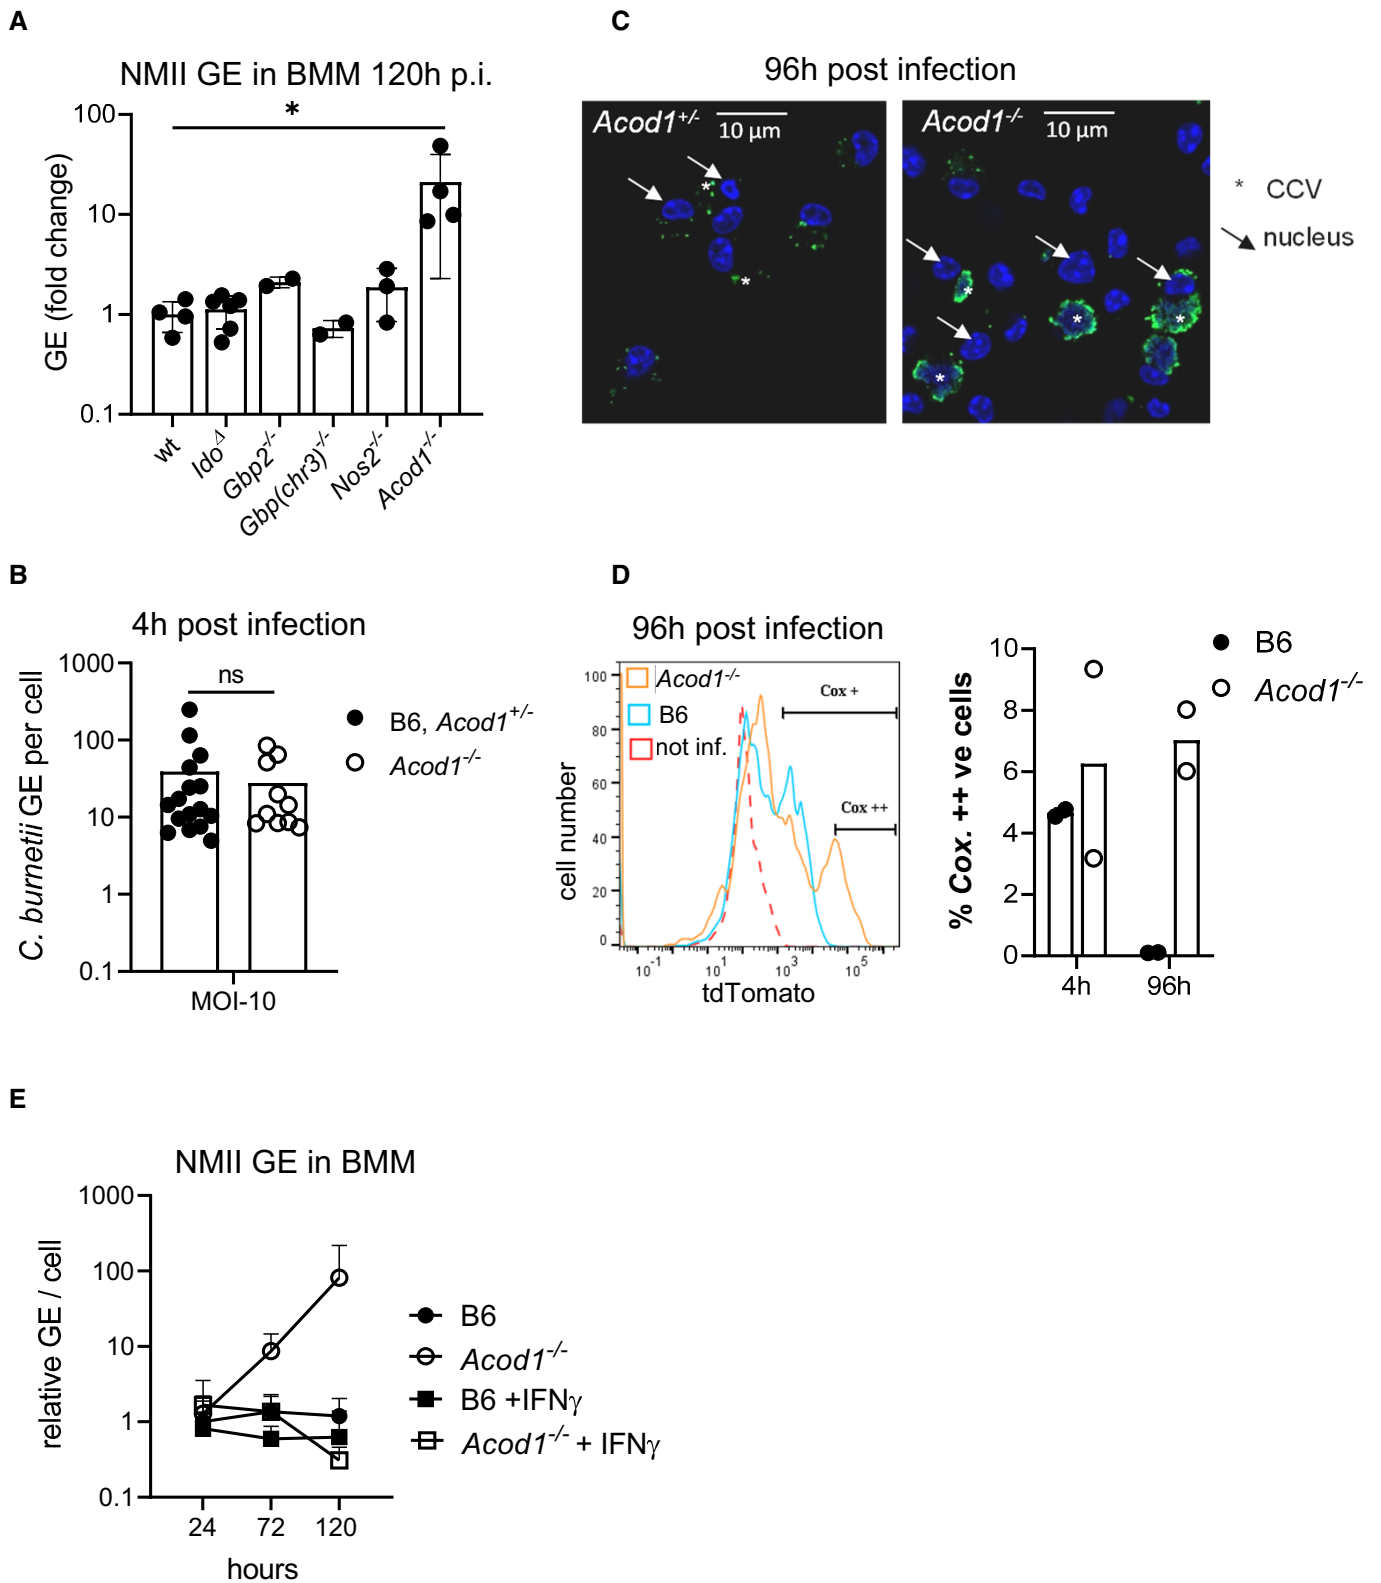 A
NMII GE in BMM 120h p.i.
*
GE (fold change)
100
10
1
0.1
wt
IdoΔ
Gbp2-/-
Gbp(chr3)-/-
Nos2-/-
Acod1-/-
C
96h post infection
Acod1+/-
10 µm
*
*
Acod1-/-
10 µm
*
*
*
*
* CCV
nucleus
B
4h post infection
C. burnetii GE per cell
1000
100
10
1
0.1
ns
MOI-10
B6, Acod1+/-
Acod1-/-
D
96h post infection
cell number
100
80
60
40
20
0
Acod1-/-
B6
not inf.
Cox +
Cox ++
10-1
101
103
105
tdTomato
% Cox. ++ ve cells
10
8
6
4
2
0
4h
96h
B6
Acod1-/-
E
NMII GE in BMM
relative GE / cell
1000
100
10
1
0.1
24
72
120
hours
B6
Acod1-/-
B6 +IFNγ
Acod1-/- + IFNγ